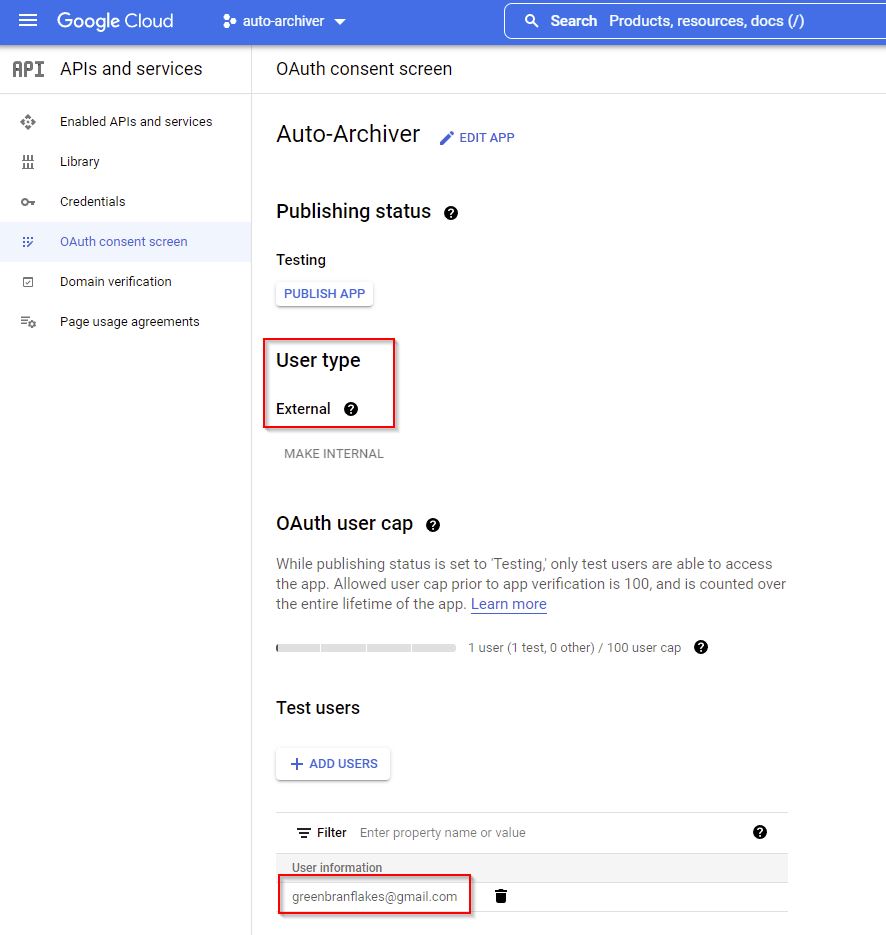 Google Cloud
auto-archiver
Search Products, resources, docs (/)
API APIs and services
OAuth consent screen
Enabled APIs and services
Library
Credentials
OAuth consent screen
Domain verification
Page usage agreements
Auto-Archiver
EDIT APP
Publishing status
Testing
PUBLISH APP
User type
External
MAKE INTERNAL
OAuth user cap
While publishing status is set to 'Testing,' only test users are able to access
the app. Allowed user cap prior to app verification is 100, and is counted over
the entire lifetime of the app. Learn more
1 user (1 test, 0 other) / 100 user cap
Test users
ADD USERS
Filter Enter property name or value
User information
greenbranflakes@gmail.com